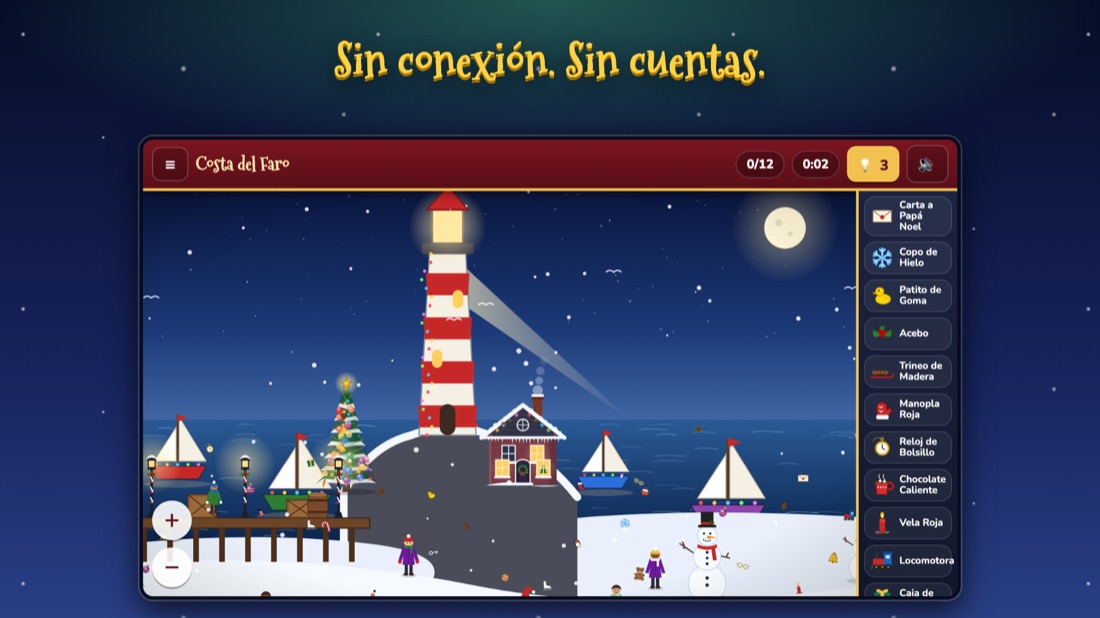 Sin conexión. Sin cuentas.
Costa del Faro
0/12
0:02
3
Carta a
Papá
Noel
Copo de
Hielo
Patito de
Goma
Acebo
Trineo de
Madera
Manopla
Roja
Reloj de
Bolsillo
Chocolate
Caliente
Vela Roja
Locomotora
Caja de